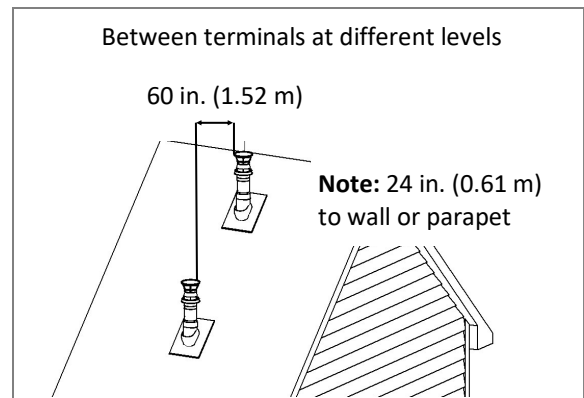 Between terminals at different levels
60 in. (1.52 m)
Note: 24 in. (0.61 m)
to wall or parapet